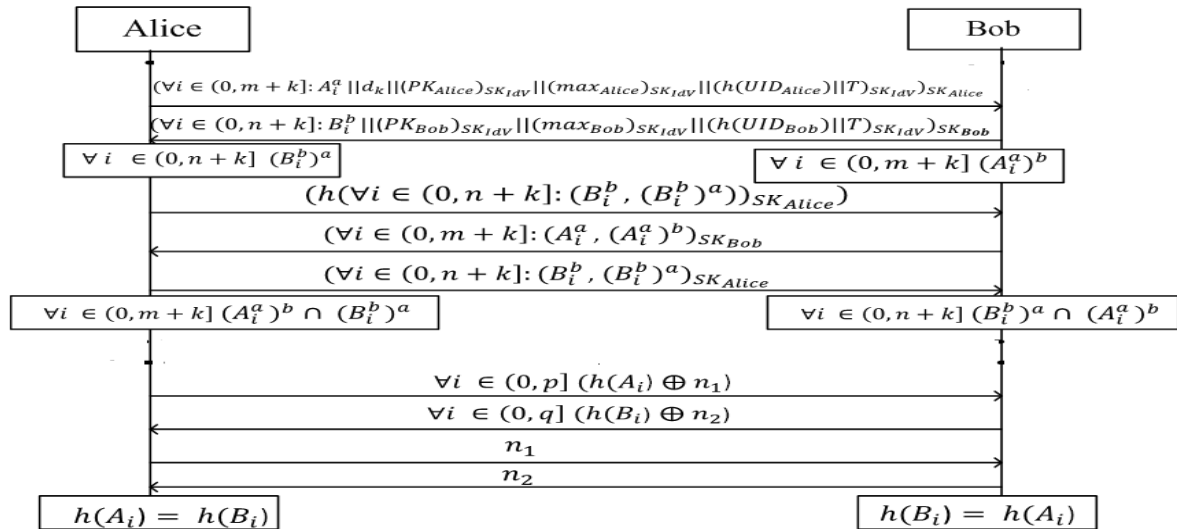 Alice Bob
(∀i ∈ (0, m + k]: A_i^a ||d_k||(PK_Alice)_SK_IdV||(max_Alice)_SK_IdV||(h(UID_Alice)||T)_SK_IdV)_SK_Alice
(∀i ∈ (0, n + k]: B_i^b ||(PK_Bob)_SK_IdV||(max_Bob)_SK_IdV||(h(UID_Bob)||T)_SK_IdV)_SK_Bob
∀ i ∈ (0, n + k] (B_i^b)^a
∀ i ∈ (0, m + k] (A_i^a)^b
(h(∀i ∈ (0, n + k]: (B_i^b, (B_i^b)^a))_SK_Alice)
(∀i ∈ (0, m + k]: (A_i^a, (A_i^a)^b)_SK_Bob
(∀i ∈ (0, n + k]: (B_i^b, (B_i^b)^a)_SK_Alice
∀i ∈ (0, m + k] (A_i^a)^b ∩ (B_i^b)^a
∀i ∈ (0, n + k] (B_i^b)^a ∩ (A_i^a)^b
∀i ∈ (0, p] (h(A_i) ⊕ n_1)
∀i ∈ (0, q] (h(B_i) ⊕ n_2)
n_1
n_2
h(A_i) = h(B_i)
h(B_i) = h(A_i)